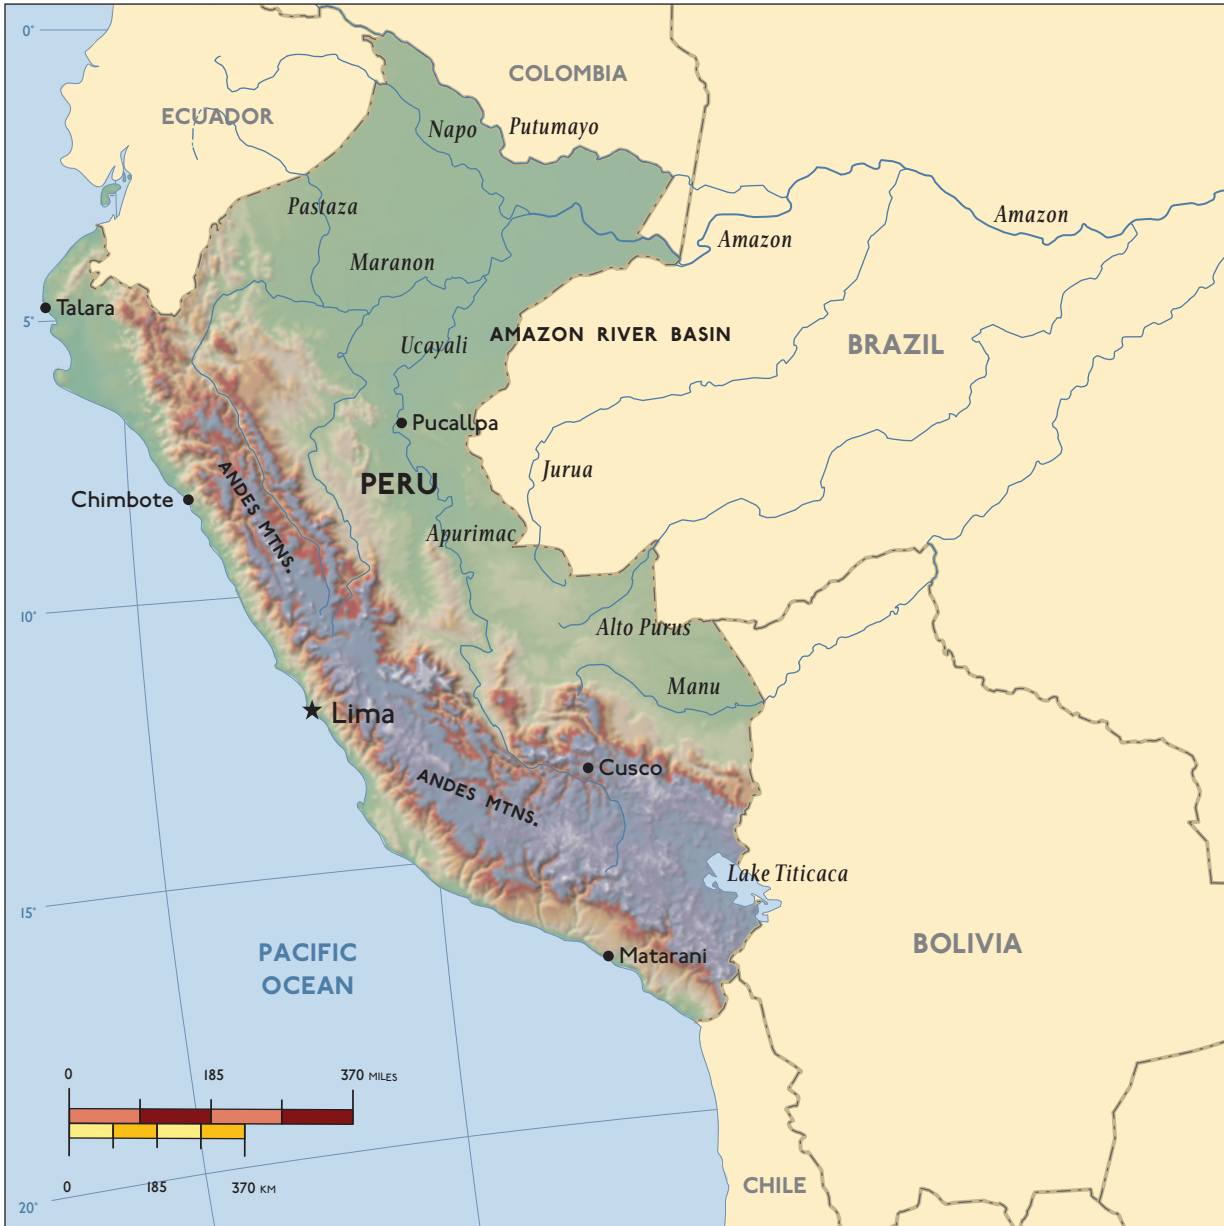 0°
COLOMBIA
ECUADOR
Napo
Putumayo
Pastaza
Amazon
Amazon
Maranon
Talara
5°
Ucayali
AMAZON RIVER BASIN
BRAZIL
Pucallpa
Jurua
PERU
Chimbote
ANDES MTNS.
Apurimac
10°
Alto Purus
Manu
Lima
Cusco
ANDES MTNS.
Lake Titicaca
15°
PACIFIC
OCEAN
Matarani
BOLIVIA
0 185 370 MILES
0 185 370 KM
CHILE
20°